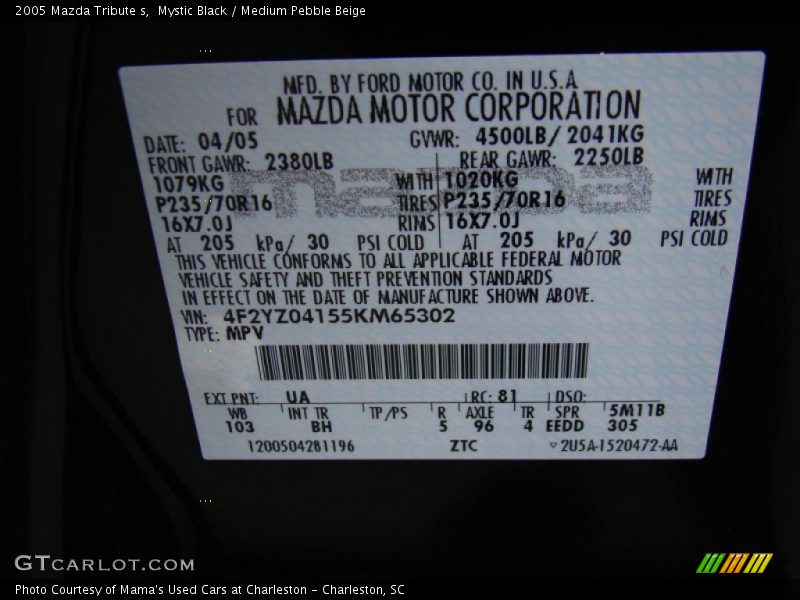 2005 Mazda Tribute s,  Mystic Black / Medium Pebble Beige
MFD. BY FORD MOTOR CO. IN U.S.A
FOR MAZDA MOTOR CORPORATION
DATE: 04/05 GVWR: 4500LB/ 2041KG
FRONT GAWR: 2380LB REAR GAWR: 2250LB
1079KG WITH 1020KG WITH
P235/70R16 TIRES P235/70R16 TIRES
16X7.0J RIMS 16X7.0J RIMS
AT 205 kPa/ 30 PSI COLD AT 205 kPa/ 30 PSI COLD
THIS VEHICLE CONFORMS TO ALL APPLICABLE FEDERAL MOTOR
VEHICLE SAFETY AND THEFT PREVENTION STANDARDS
IN EFFECT ON THE DATE OF MANUFACTURE SHOWN ABOVE.
VIN: 4F2YZ04155KM65302
TYPE: MPV
mazda
EXT PNT: UA RC: 81 DSO:
WB INT TR TP/PS R AXLE TR SPR 5M11B
103 BH 5 96 4 EEDD 305
1200504281196 ZTC 2U5A-1520472-AA
GTCARLOT.COM
Photo Courtesy of Mama's Used Cars at Charleston - Charleston, SC